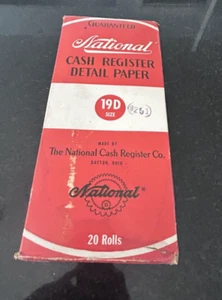 GUARANTEED
National
CASH REGISTER
DETAIL PAPER
19D
SIZE
MADE BY
The National Cash Register Co.
DAYTON, OHIO
National®
20 Rolls